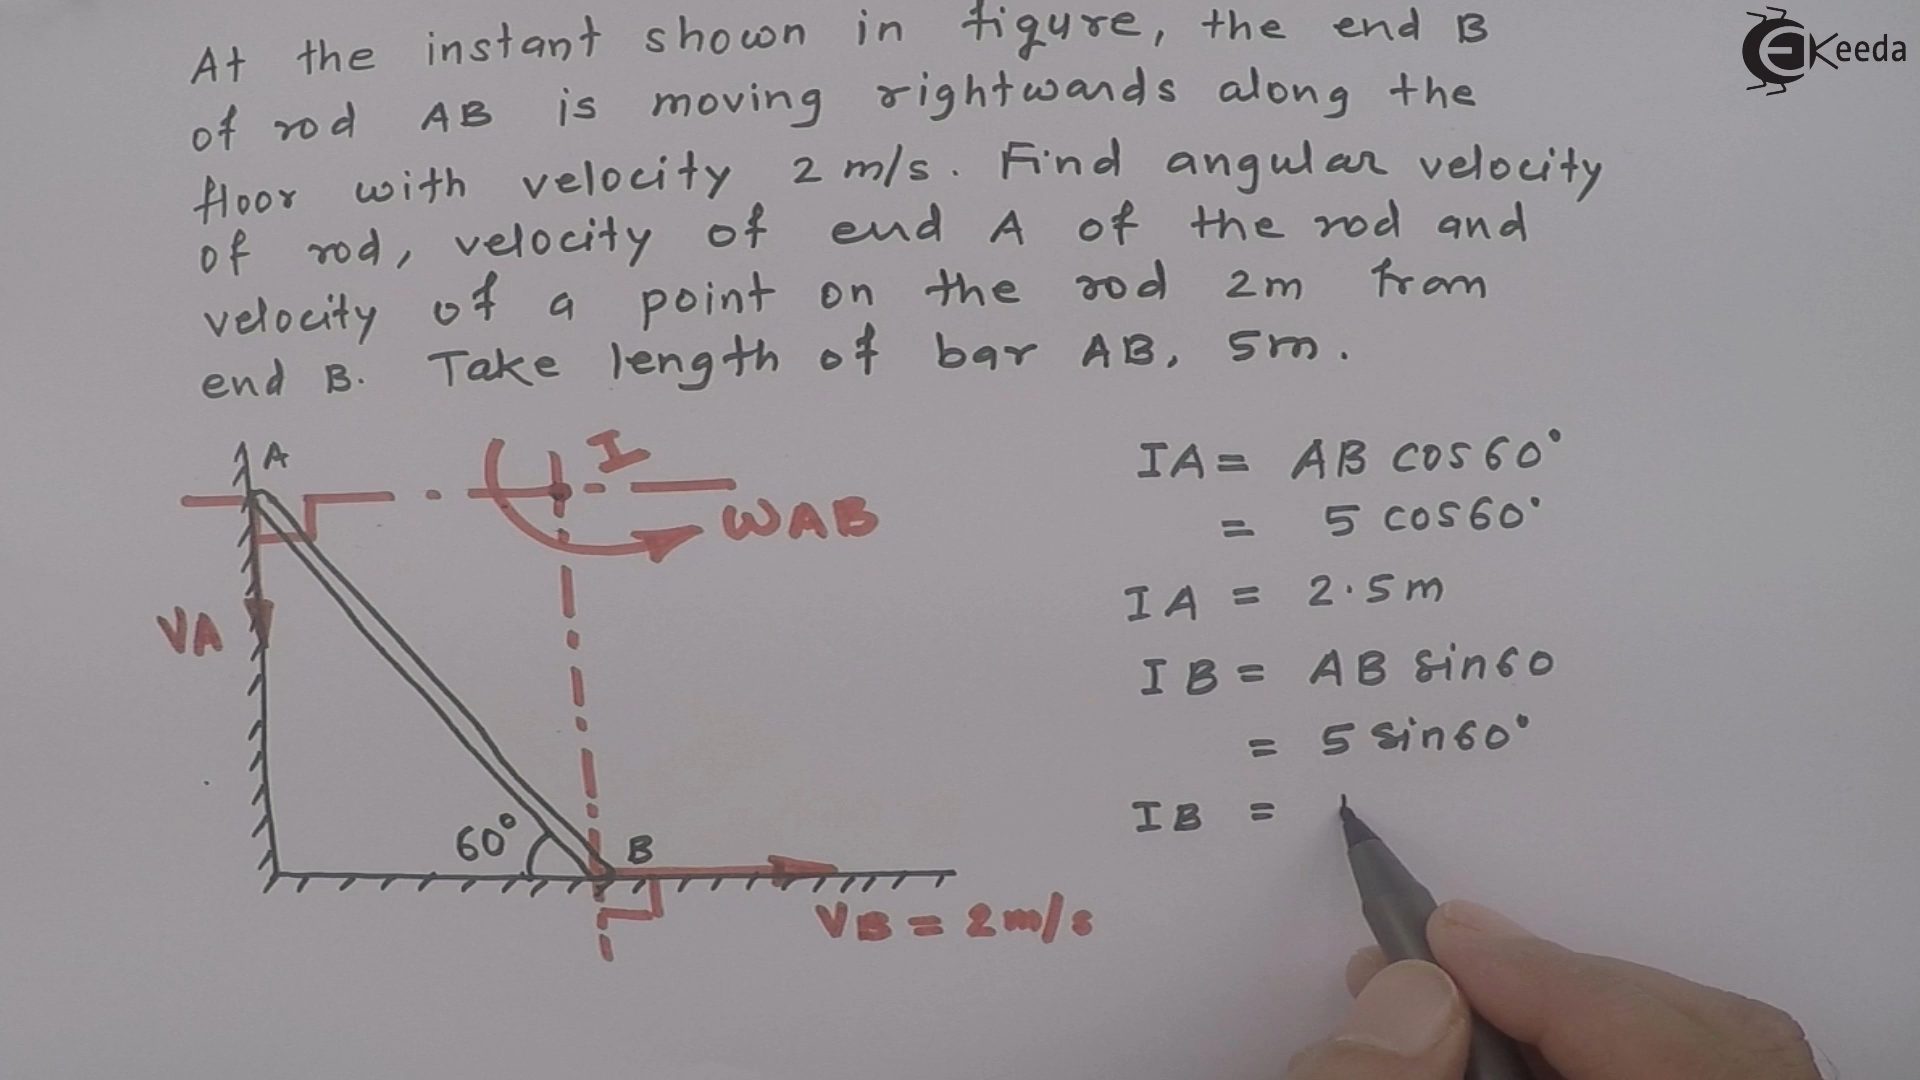 At the instant shown in figure, the end B
of rod AB is moving rightwards along the
floor with velocity 2 m/s. Find angular velocity
of rod, velocity of end A of the rod and
velocity of a point on the rod 2m from
end B. Take length of bar AB, 5m.
EKeeda
A
I
ωAB
VA
60°
B
VB = 2m/s
IA = AB cos60°
= 5 cos60°
IA = 2.5m
IB = AB sin60
= 5 sin60°
IB =